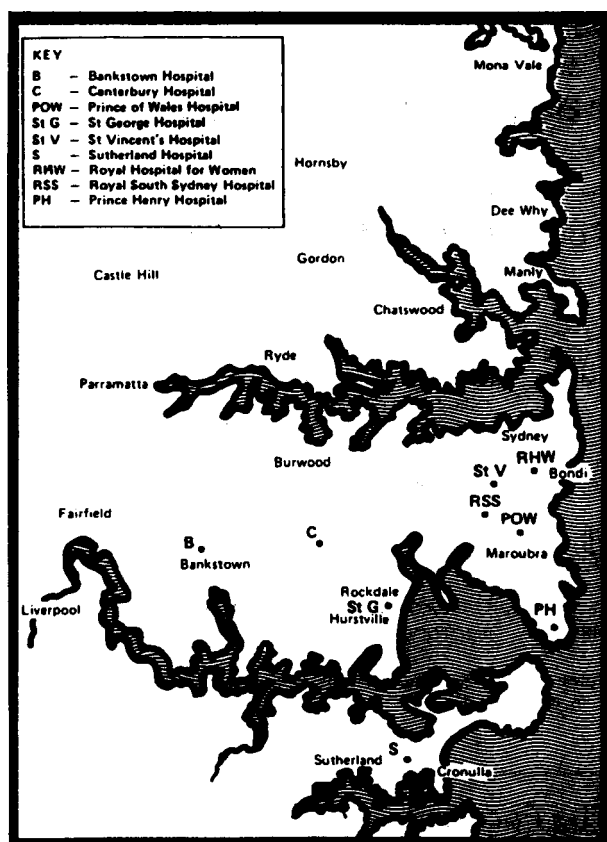 KEY
B – Bankstown Hospital
C – Canterbury Hospital
POW – Prince of Wales Hospital
St G – St George Hospital
St V – St Vincent's Hospital
S – Sutherland Hospital
RHW – Royal Hospital for Women
RSS – Royal South Sydney Hospital
PH – Prince Henry Hospital
Mona Vale
Hornsby
Dee Why
Gordon
Castle Hill
Manly
Chatswood
Ryde
Parramatta
Sydney
Burwood
RHW
St V
Bondi
Fairfield
RSS
POW
B
C
Bankstown
Maroubra
Rockdale
Liverpool
St G
PH
Hurstville
S
Sutherland
Cronulla